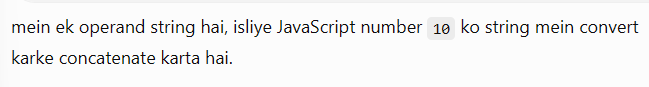 mein ek operand string hai, isliye JavaScript number 10 ko string mein convert
karke concatenate karta hai.